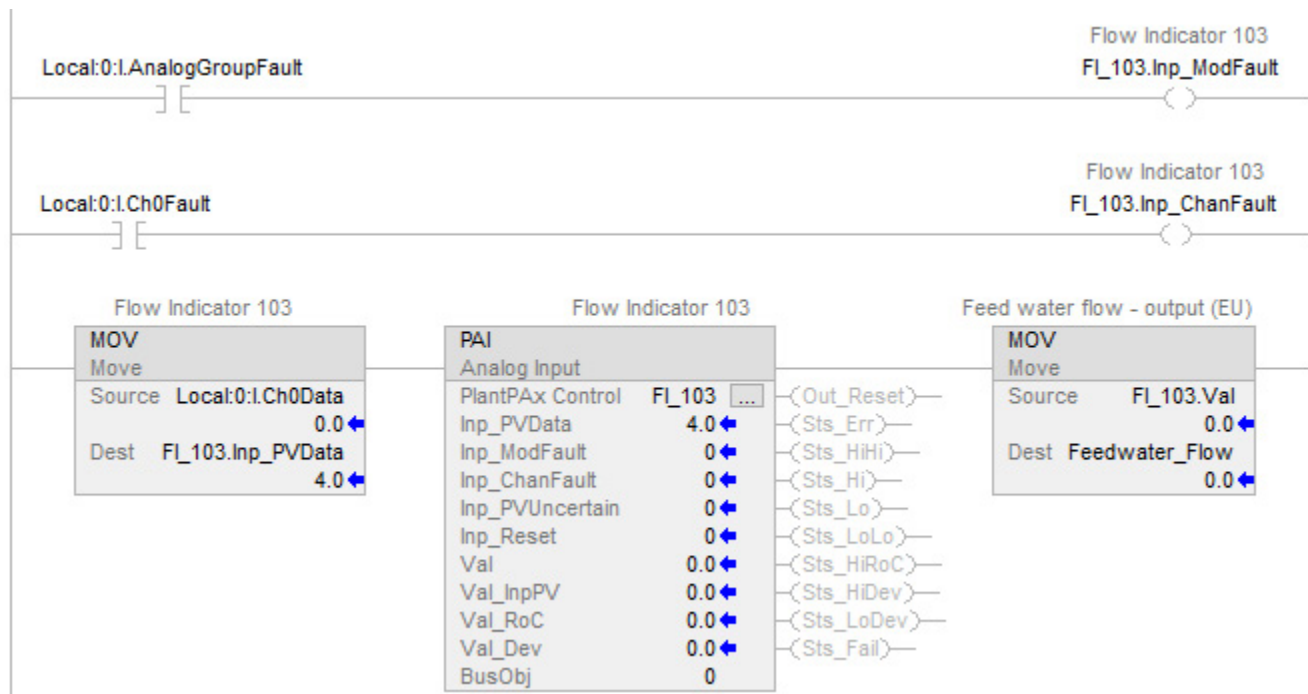 Flow Indicator 103
Local:0:I.AnalogGroupFault
FI_103.Inp_ModFault
Flow Indicator 103
Local:0:I.Ch0Fault
FI_103.Inp_ChanFault
Flow Indicator 103
MOV
Move
Source Local:0:I.Ch0Data
0.0
Dest FI_103.Inp_PVData
4.0
Flow Indicator 103
PAI
Analog Input
PlantPAx Control FI_103 ...
Inp_PVData 4.0
Inp_ModFault 0
Inp_ChanFault 0
Inp_PVUncertain 0
Inp_Reset 0
Val 0.0
Val_InpPV 0.0
Val_RoC 0.0
Val_Dev 0.0
BusObj 0
(Out_Reset)
(Sts_Err)
(Sts_HiHi)
(Sts_Hi)
(Sts_Lo)
(Sts_LoLo)
(Sts_HiRoC)
(Sts_HiDev)
(Sts_LoDev)
(Sts_Fail)
Feed water flow - output (EU)
MOV
Move
Source FI_103.Val
0.0
Dest Feedwater_Flow
0.0